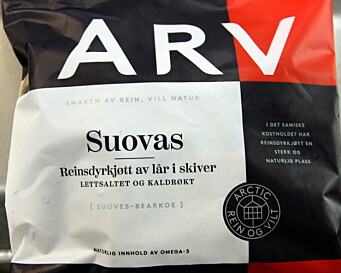 ARV
SMAKEN AV REIN, VILL NATUR
Suovas
Reinsdyrkjøtt av lår i skiver
LETTSALTET OG KALDRØKT
[ SUOVES-BEARKOE ]
NATURLIG INNHOLD AV OMEGA-3
I DET SAMISKE
KOSTHOLDET HAR
REINSDYRKJØTT EN
STERK OG
NATURLIG PLASS
ARCTIC
REIN OG VILT